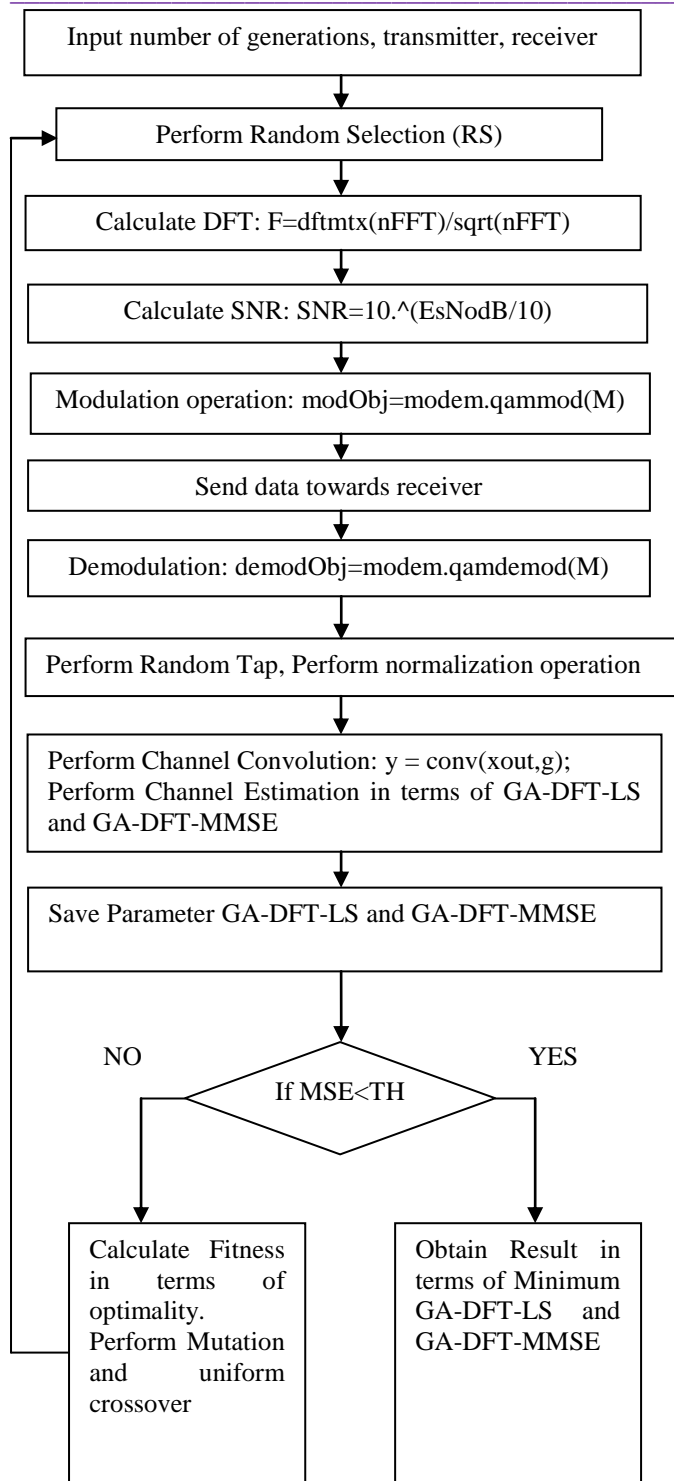 Input number of generations, transmitter, receiver
Perform Random Selection (RS)
Calculate DFT: F=dftmtx(nFFT)/sqrt(nFFT)
Calculate SNR: SNR=10.^(EsNodB/10)
Modulation operation: modObj=modem.qammod(M)
Send data towards receiver
Demodulation: demodObj=modem.qamdemod(M)
Perform Random Tap, Perform normalization operation
Perform Channel Convolution: y = conv(xout,g);
Perform Channel Estimation in terms of GA-DFT-LS
and GA-DFT-MMSE
Save Parameter GA-DFT-LS and GA-DFT-MMSE
NO
YES
If MSE<TH
Calculate Fitness
in terms of
optimality.
Perform Mutation
and uniform
crossover
Obtain Result in
terms of Minimum
GA-DFT-LS and
GA-DFT-MMSE